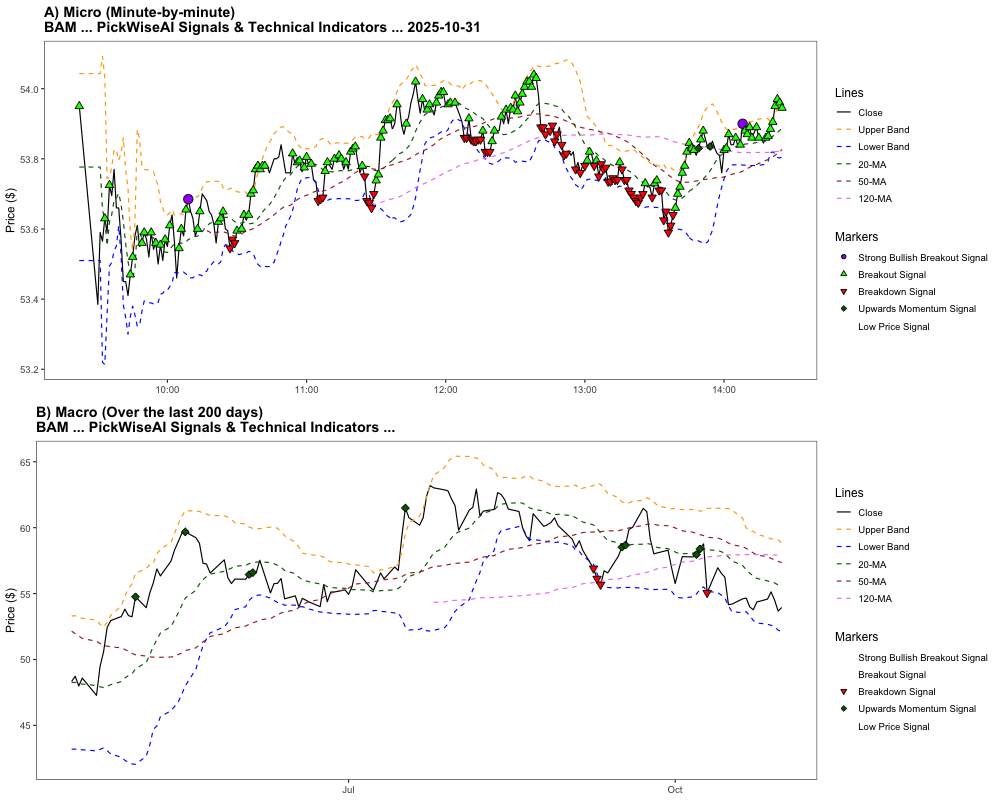 A) Micro (Minute-by-minute)
BAM ... PickWiseAI Signals & Technical Indicators ... 2025-10-31
Price ($)
54.0
53.8
53.6
53.4
53.2
10:00
11:00
12:00
13:00
14:00
Lines
Close
Upper Band
Lower Band
20-MA
50-MA
120-MA
Markers
Strong Bullish Breakout Signal
Breakout Signal
Breakdown Signal
Upwards Momentum Signal
Low Price Signal
B) Macro (Over the last 200 days)
BAM ... PickWiseAI Signals & Technical Indicators ...
Price ($)
65
60
55
50
45
Jul
Oct
Lines
Close
Upper Band
Lower Band
20-MA
50-MA
120-MA
Markers
Strong Bullish Breakout Signal
Breakout Signal
Breakdown Signal
Upwards Momentum Signal
Low Price Signal